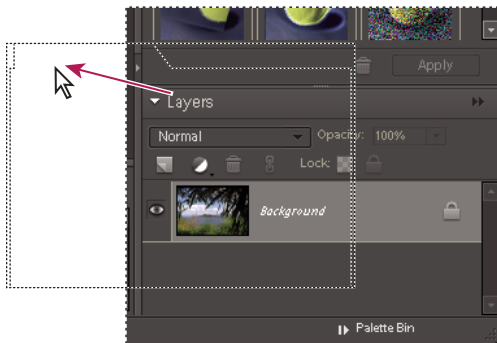 Apply
Layers
Normal Opacity: 100%
Lock:
Background
Palette Bin